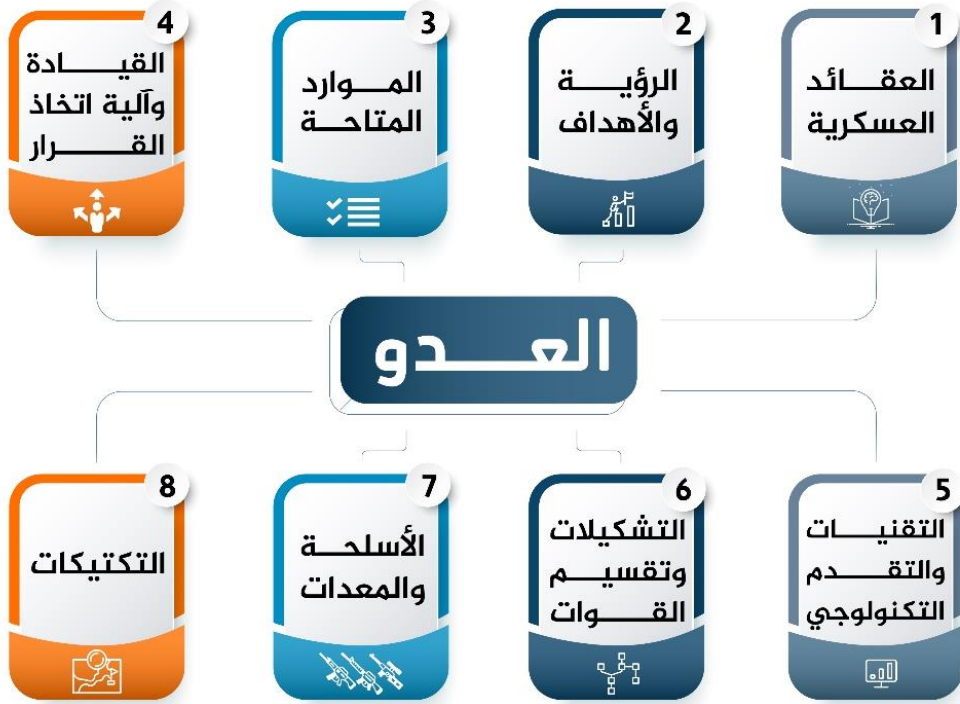 1
العقائد
العسكرية
2
الرؤية
والأهداف
3
الموارد
المتاحة
4
القيادة
وآلية اتخاذ
القرار
العدو
5
التقنيات
والتقدم
التكنولوجي
6
التشكيلات
وتقسيم
القوات
7
الأسلحة
والمعدات
8
التكتيكات